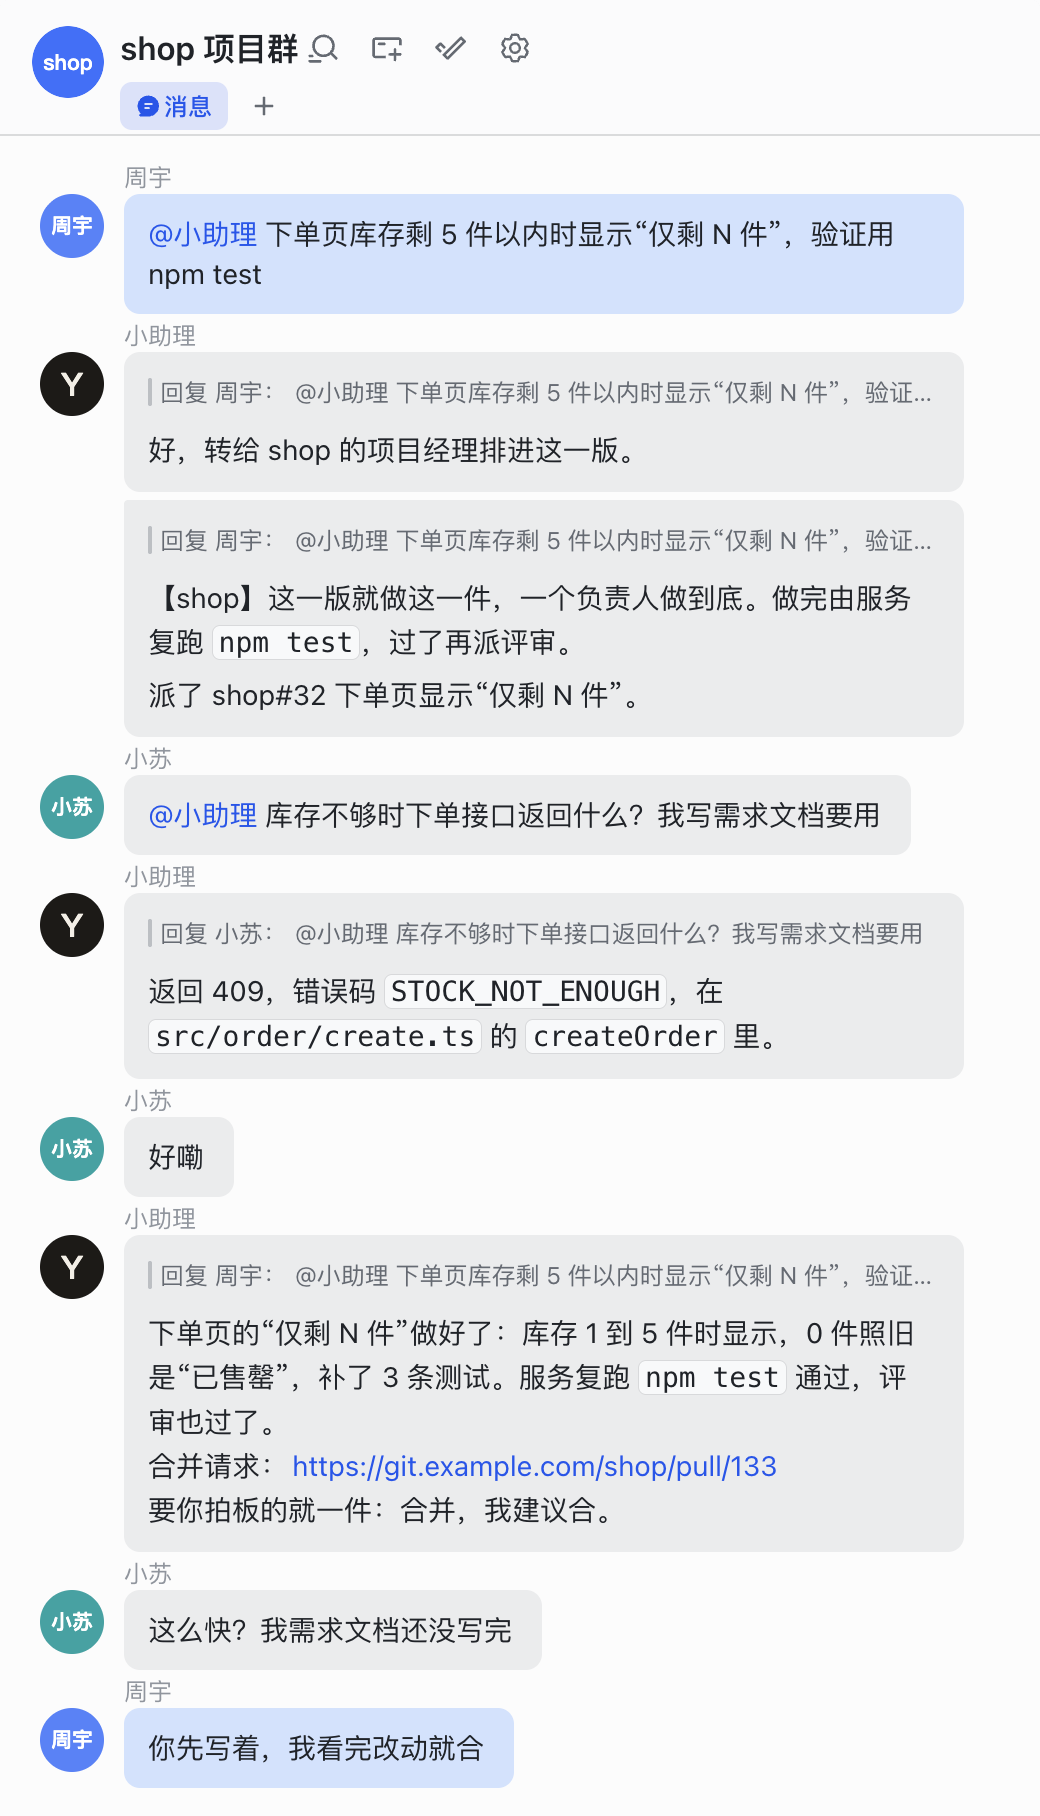 shop
shop 项目群
消息
周宇
周宇
@小助理 下单页库存剩 5 件以内时显示“仅剩 N 件”，验证用
npm test
小助理
Y
回复 周宇： @小助理 下单页库存剩 5 件以内时显示“仅剩 N 件”，验证...
好，转给 shop 的项目经理排进这一版。
回复 周宇： @小助理 下单页库存剩 5 件以内时显示“仅剩 N 件”，验证...
【shop】这一版就做这一件，一个负责人做到底。做完由服务
复跑 npm test，过了再派评审。
派了 shop#32 下单页显示“仅剩 N 件”。
小苏
小苏
@小助理 库存不够时下单接口返回什么？我写需求文档要用
小助理
Y
回复 小苏： @小助理 库存不够时下单接口返回什么？我写需求文档要用
返回 409，错误码 STOCK_NOT_ENOUGH，在
src/order/create.ts 的 createOrder 里。
小苏
小苏
好嘞
小助理
Y
回复 周宇： @小助理 下单页库存剩 5 件以内时显示“仅剩 N 件”，验证...
下单页的“仅剩 N 件”做好了：库存 1 到 5 件时显示，0 件照旧
是“已售罄”，补了 3 条测试。服务复跑 npm test 通过，评
审也过了。
合并请求： https://git.example.com/shop/pull/133
要你拍板的就一件：合并，我建议合。
小苏
小苏
这么快？我需求文档还没写完
周宇
周宇
你先写着，我看完改动就合